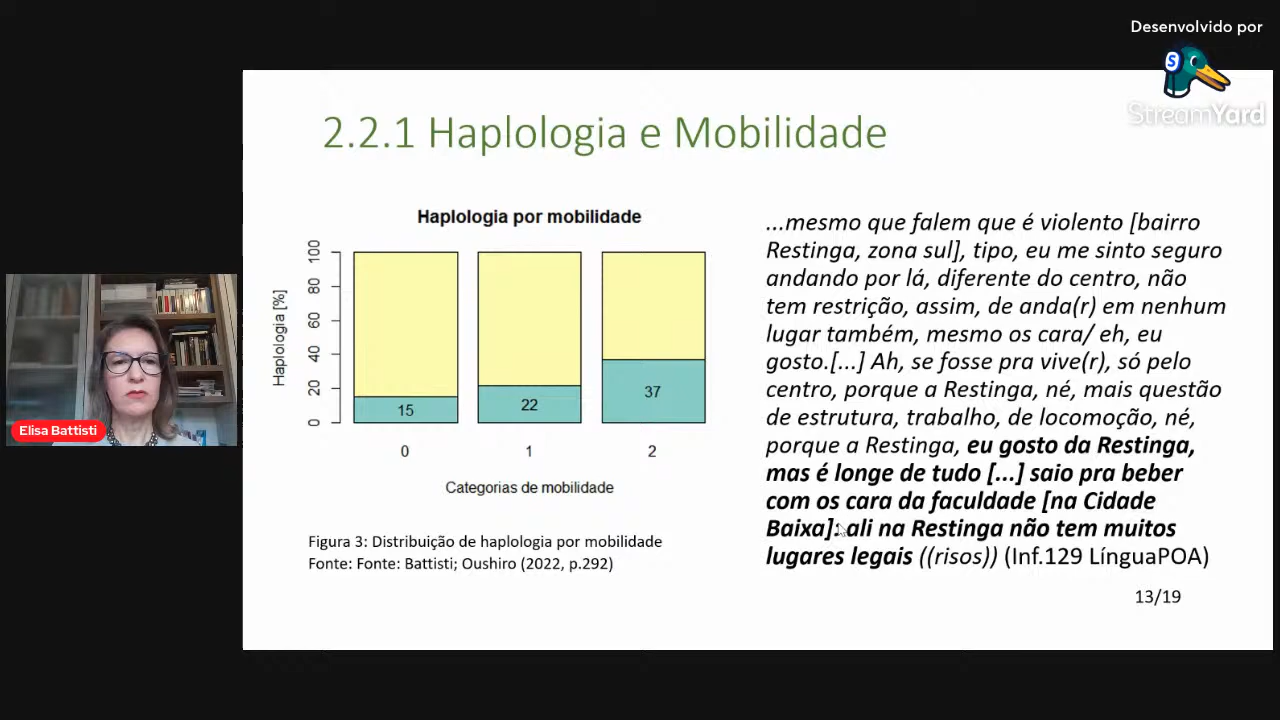 Desenvolvido por
StreamYard
2.2.1 Haplologia e Mobilidade
Haplologia por mobilidade
Haplologia [%]
100
80
60
40
20
0
15
22
37
0
1
2
Categorias de mobilidade
Figura 3: Distribuição de haplologia por mobilidade
Fonte: Fonte: Battisti; Oushiro (2022, p.292)
...mesmo que falem que é violento [bairro
Restinga, zona sul], tipo, eu me sinto seguro
andando por lá, diferente do centro, não
tem restrição, assim, de anda(r) em nenhum
lugar também, mesmo os cara/ eh, eu
gosto.[...] Ah, se fosse pra vive(r), só pelo
centro, porque a Restinga, né, mais questão
de estrutura, trabalho, de locomoção, né,
porque a Restinga, eu gosto da Restinga,
mas é longe de tudo [...] saio pra beber
com os cara da faculdade [na Cidade
Baixa]: ali na Restinga não tem muitos
lugares legais ((risos)) (Inf.129 LínguaPOA)
13/19
Elisa Battisti